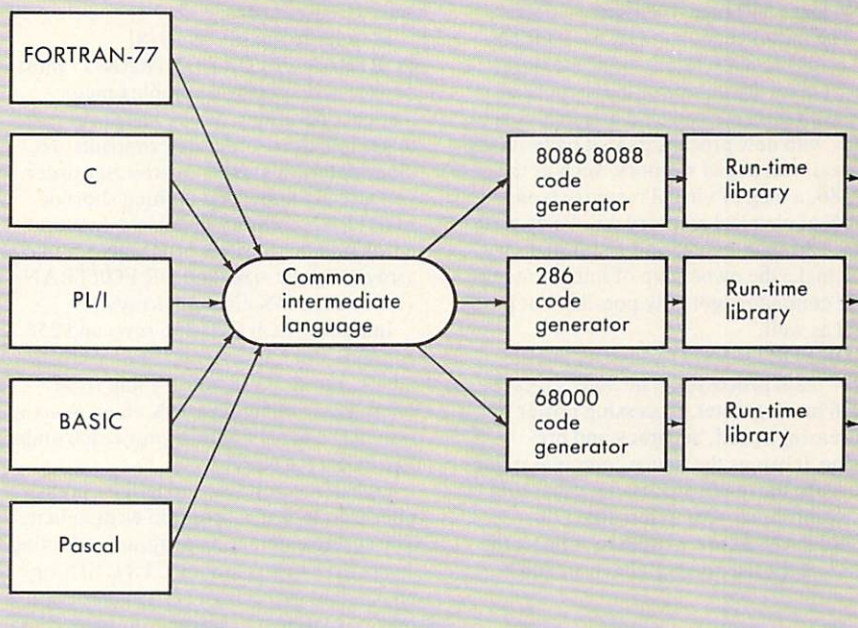 FORTRAN-77
C
PL/I
BASIC
Pascal
Common
intermediate
language
8086 8088
code
generator
Run-time
library
286
code
generator
Run-time
library
68000
code
generator
Run-time
library